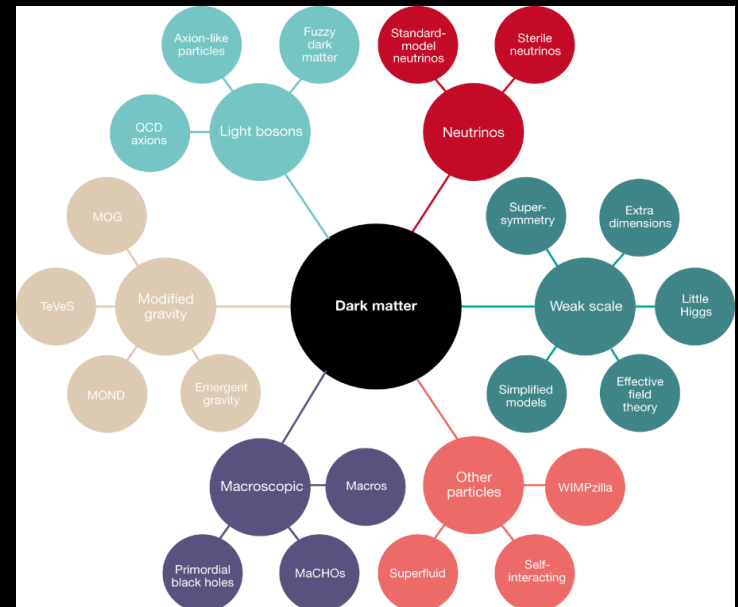 Axion-like
particles
Fuzzy
dark
matter
QCD
axions
Light bosons
Standard-
model
neutrinos
Sterile
neutrinos
Neutrinos
MOG
TeVeS
Modified
gravity
MOND
Emergent
gravity
Dark matter
Super-
symmetry
Extra
dimensions
Weak scale
Little
Higgs
Simplified
models
Effective
field
theory
Macroscopic
Macros
Primordial
black holes
MaCHOs
Other
particles
WIMPzilla
Superfluid
Self-
interacting